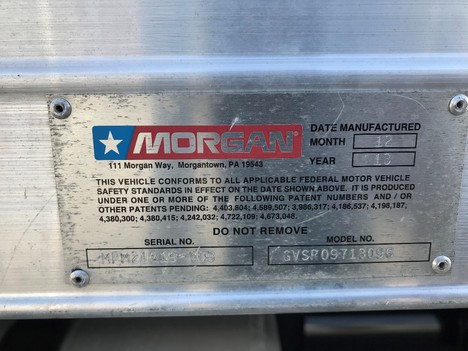 MORGAN
111 Morgan Way, Morgantown, PA 19543
DATE MANUFACTURED
MONTH 12
YEAR 13
THIS VEHICLE CONFORMS TO ALL APPLICABLE FEDERAL MOTOR VEHICLE
SAFETY STANDARDS IN EFFECT ON THE DATE SHOWN ABOVE. IT IS PRODUCED
UNDER ONE OR MORE OF THE FOLLOWING PATENT NUMBERS AND / OR
OTHER PATENTS PENDING: 4,403,804; 4,689,507; 3,986,317; 4,186,537; 4,198,187;
4,380,300; 4,380,415; 4,242,032; 4,722,109; 4,673,048.
DO NOT REMOVE
SERIAL NO. MODEL NO.
GVSR09713096